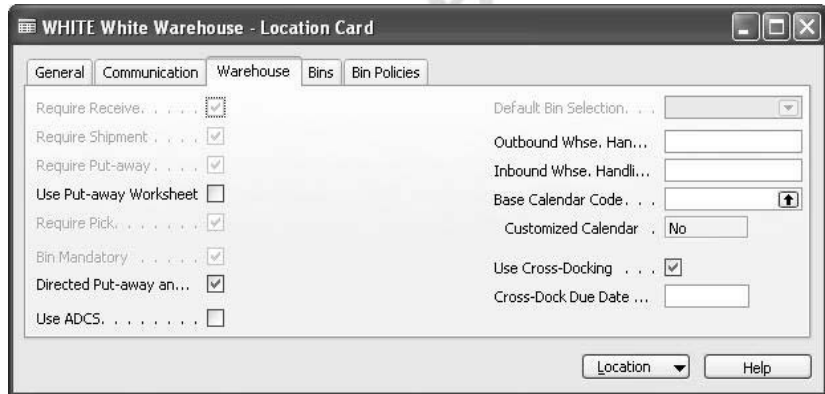 WHITE White Warehouse - Location Card
General Communication Warehouse Bins Bin Policies
Require Receive. . . . .
Require Shipment . . . .
Require Put-away . . . .
Use Put-away Worksheet
Require Pick. . . . . . .
Bin Mandatory . . . . .
Directed Put-away an...
Use ADCS. . . . . . . .
Default Bin Selection. . .
Outbound Whse. Han...
Inbound Whse. Handli...
Base Calendar Code. . .
Customized Calendar . No
Use Cross-Docking . . .
Cross-Dock Due Date ...
Location Help